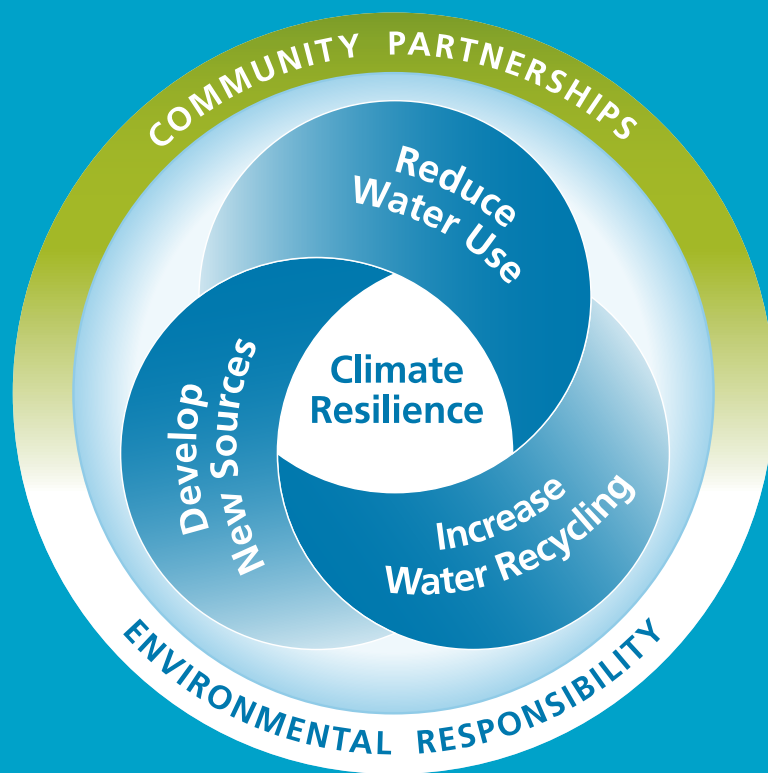 COMMUNITY PARTNERSHIPS
Reduce
Water Use
Climate
Resilience
Develop
New Sources
Increase
Water Recycling
ENVIRONMENTAL RESPONSIBILITY